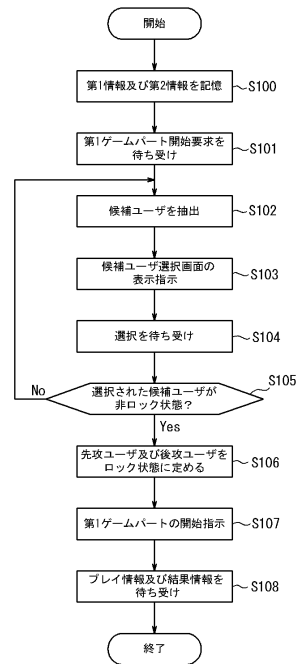 開始
第1情報及び第2情報を記憶
S100
第1ゲームパート開始要求を
待ち受け
S101
候補ユーザを抽出
S102
候補ユーザ選択画面の
表示指示
S103
選択を待ち受け
S104
選択された候補ユーザが
非ロック状態?
S105
No
Yes
先攻ユーザ及び後攻ユーザを
ロック状態に定める
S106
第1ゲームパートの開始指示
S107
プレイ情報及び結果情報を
待ち受け
S108
終了